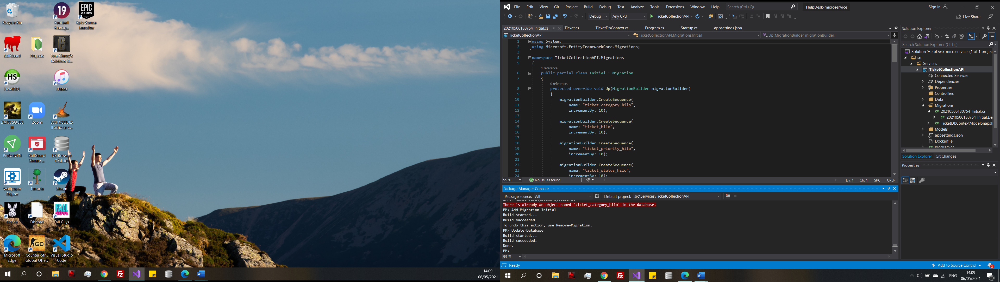 Recycle Bin
Football Manag...
Epic Games Launcher
BullGuard
Projects
Tom Clancy's Rainbow Si...
HeidiSQL
iTunes
DARK SOULS III
Zoom
DARK SOULS II Scholar o...
ProtonVPN
BullGuard Secure ...
DB Browser (SQLite)
Wallpaper Engine
Terraria
Steam
Deceit
Discord
Fall Guys
Microsoft Edge
Counter-Str... Global Offe...
Visual Studio Code
19
EPIC GAMES
HS
FALL GUYS
GO
14:09
06/05/2021
File Edit View Git Project Build Debug Test Analyze Tools Extensions Window Help Search (Ctrl+Q) HelpDesk-microservice Sign in
Debug Any CPU TicketCollectionAPI Live Share
20210506130754_Initial.cs Ticket.cs TicketDbContext.cs Program.cs Startup.cs appsettings.json
TicketCollectionAPI TicketCollectionAPI.Migrations.Initial Up(MigrationBuilder migrationBuilder)
1 using System;
2 using Microsoft.EntityFrameworkCore.Migrations;
3
4 namespace TicketCollectionAPI.Migrations
5 {
1 reference
6 public partial class Initial : Migration
7 {
0 references
8 protected override void Up(MigrationBuilder migrationBuilder)
9 {
10 migrationBuilder.CreateSequence(
11 name: "ticket_category_hilo",
12 incrementBy: 10);
13
14 migrationBuilder.CreateSequence(
15 name: "ticket_hilo",
16 incrementBy: 10);
17
18 migrationBuilder.CreateSequence(
19 name: "ticket_priority_hilo",
20 incrementBy: 10);
21
22 migrationBuilder.CreateSequence(
23 name: "ticket_status_hilo",
24 incrementBy: 10);
99 % No issues found Ln: 1 Ch: 1 SPC CRLF
Package Manager Console
Package source: All Default project: src\Services\TicketCollectionAPI
There is already an object named 'ticket_category_hilo' in the database.
PM> Add-Migration Initial
Build started...
Build succeeded.
To undo this action, use Remove-Migration.
PM> Update-Database
Build started...
Build succeeded.
Done.
PM>
99 %
Solution Explorer
Search Solution Explorer (Ctrl+;)
Solution 'HelpDesk-microservice' (1 of 1 projec
src
Services
TicketCollectionAPI
Connected Services
Dependencies
Properties
Controllers
Data
Migrations
20210506130754_Initial.cs
20210506130754_Initial.De
TicketDbContextModelSnapsh
Models
appsettings.json
Dockerfile
Program.cs
Solution Explorer Git Changes
Properties
Ready Add to Source Control 2
ENG 14:09
06/05/2021 10